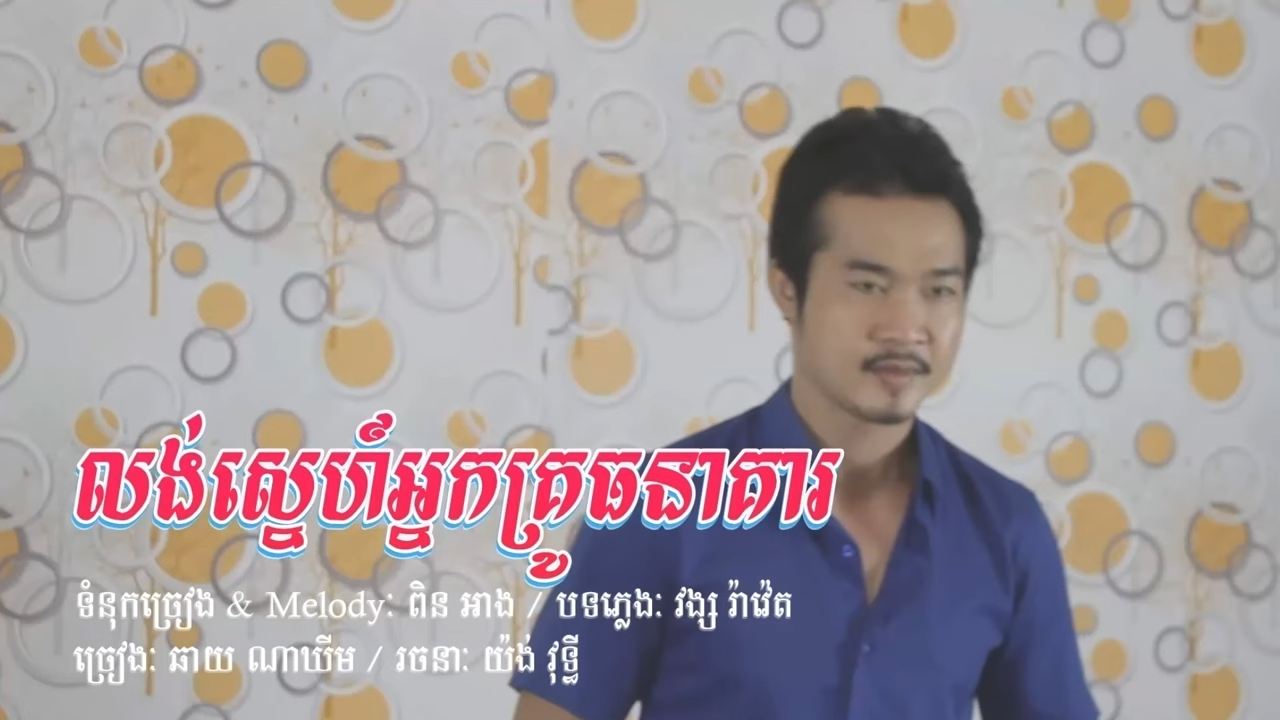 លង់ស្នេហ៍អ្នកគ្រូធនាគារ
ទំនុកច្រៀង & Melody: ពិន អាង / បទភ្លេង: វង្ស រ៉ាវ៉េត
ច្រៀង: ឆាយ ណាឃីម / រចនា: យ៉ង់ វុទ្ធី